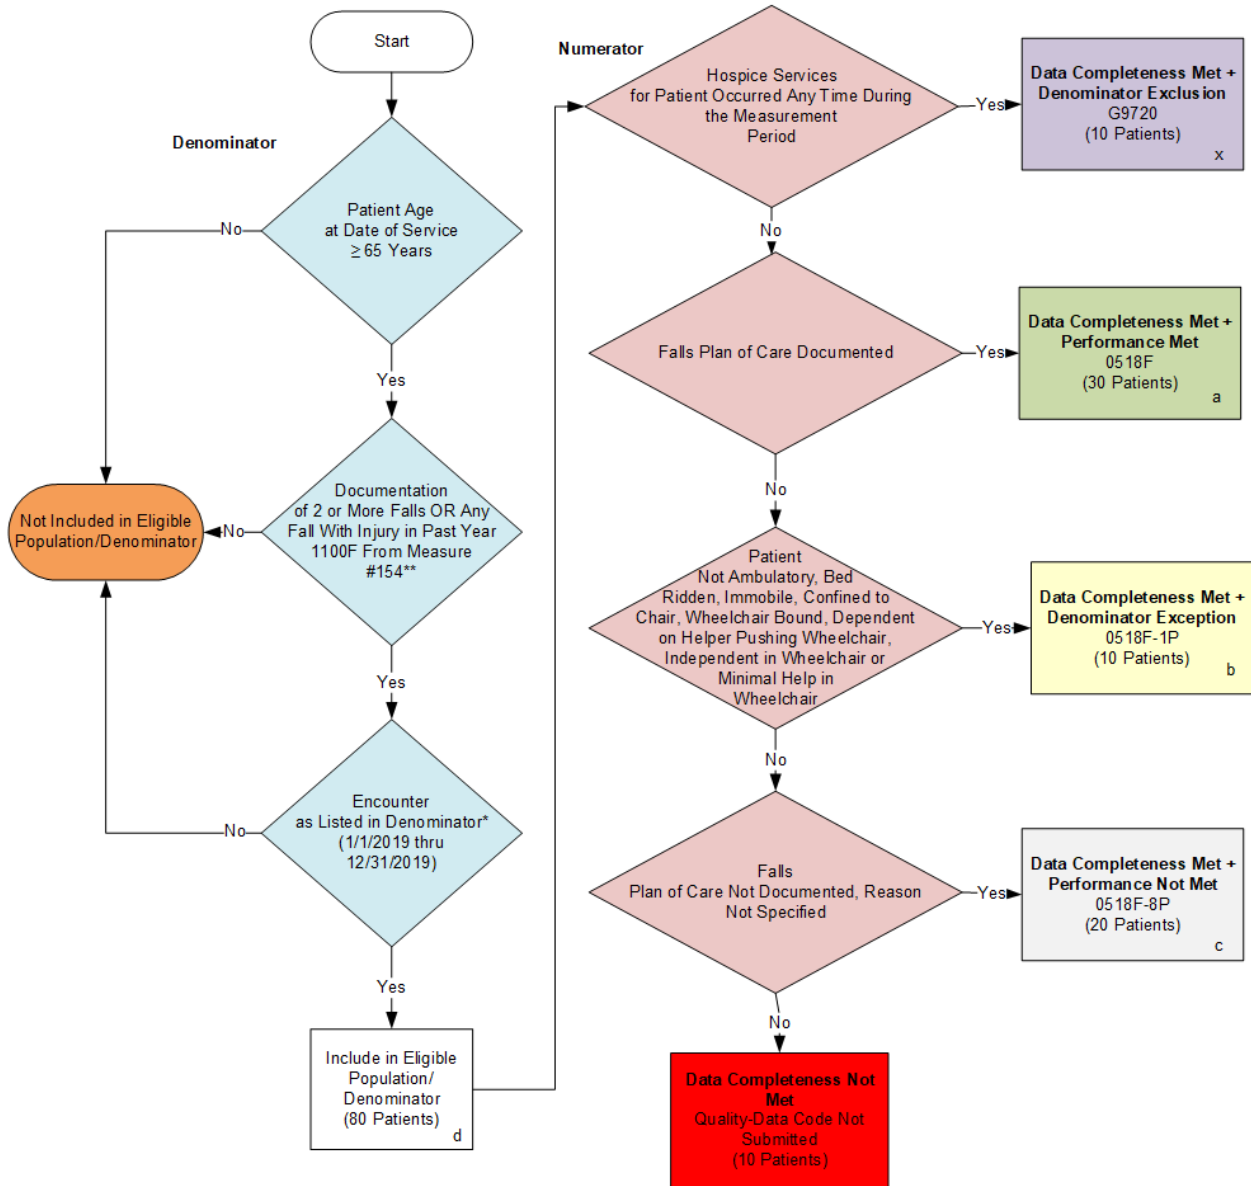 Start
Denominator
Patient Age
at Date of Service
≥ 65 Years
No
Yes
Documentation
of 2 or More Falls OR Any
Fall With Injury in Past Year
1100F From Measure
#154**
No
Not Included in Eligible
Population/Denominator
Yes
Encounter
as Listed in Denominator*
(1/1/2019 thru
12/31/2019)
No
Yes
Include in Eligible
Population/
Denominator
(80 Patients)
d
Numerator
Hospice Services
for Patient Occurred Any Time During
the Measurement
Period
Yes
Data Completeness Met +
Denominator Exclusion
G9720
(10 Patients)
x
No
Falls Plan of Care Documented
Yes
Data Completeness Met +
Performance Met
0518F
(30 Patients)
a
No
Patient
Not Ambulatory, Bed
Ridden, Immobile, Confined to
Chair, Wheelchair Bound, Dependent
on Helper Pushing Wheelchair,
Independent in Wheelchair or
Minimal Help in
Wheelchair
Yes
Data Completeness Met +
Denominator Exception
0518F-1P
(10 Patients)
b
No
Falls
Plan of Care Not Documented, Reason
Not Specified
Yes
Data Completeness Met +
Performance Not Met
0518F-8P
(20 Patients)
c
No
Data Completeness Not
Met
Quality-Data Code Not
Submitted
(10 Patients)